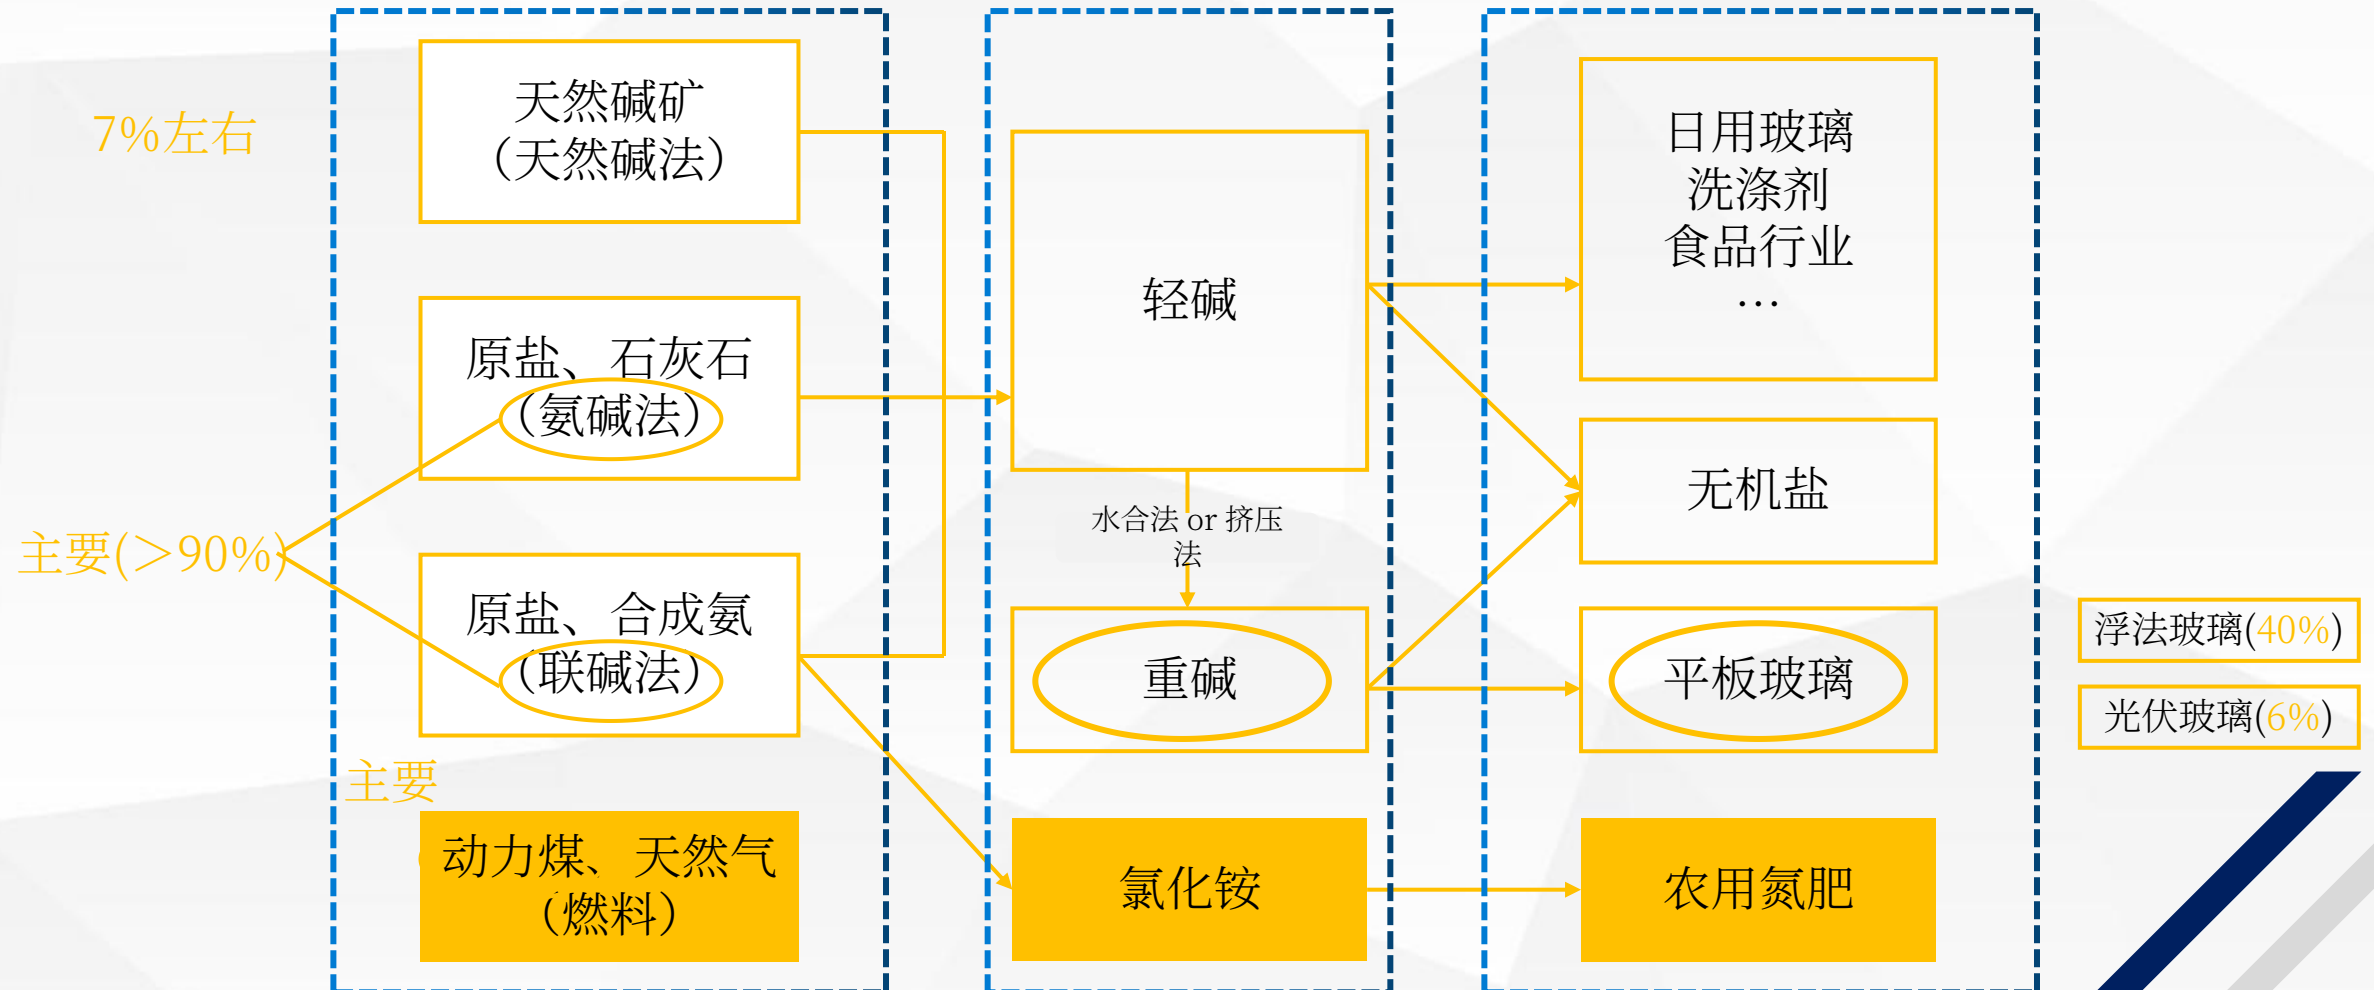 7%左右
主要(＞90%)
天然碱矿
（天然碱法）
原盐、石灰石
（氨碱法）
原盐、合成氨
（联碱法）
主要
动力煤、天然气
（燃料）
轻碱
水合法 or 挤压
法
重碱
氯化铵
日用玻璃
洗涤剂
食品行业
…
无机盐
平板玻璃
农用氮肥
浮法玻璃(40%)
光伏玻璃(6%)